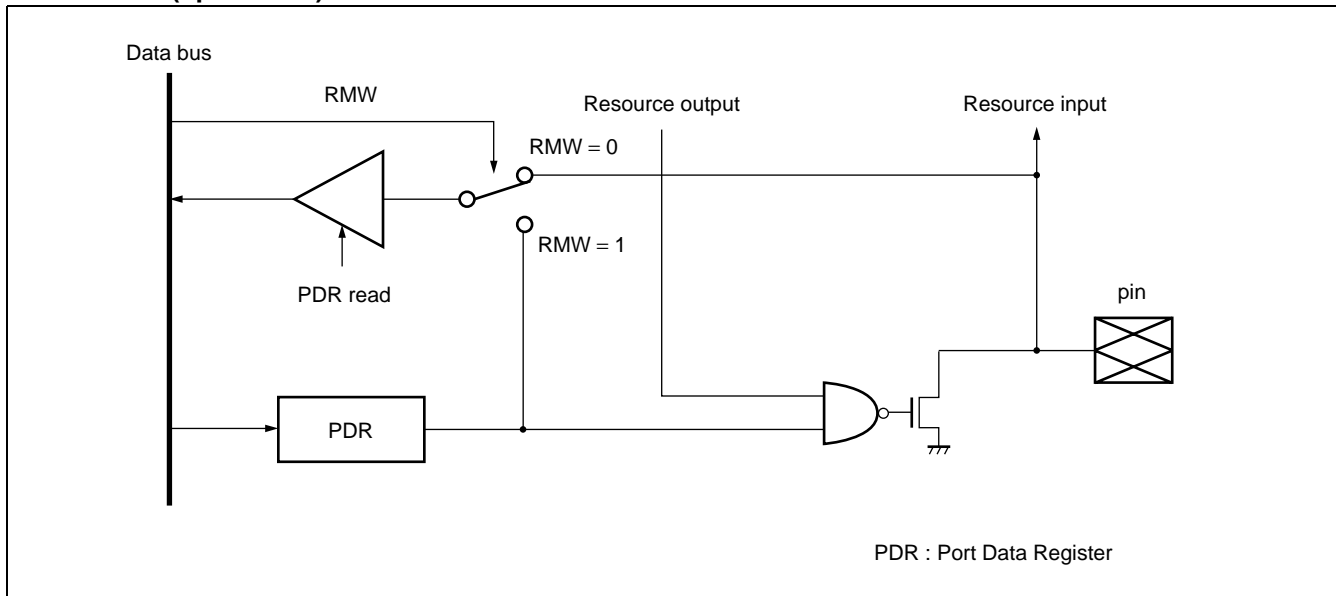 Data bus
RMW
Resource output
Resource input
RMW = 0
RMW = 1
PDR read
pin
PDR
PDR : Port Data Register